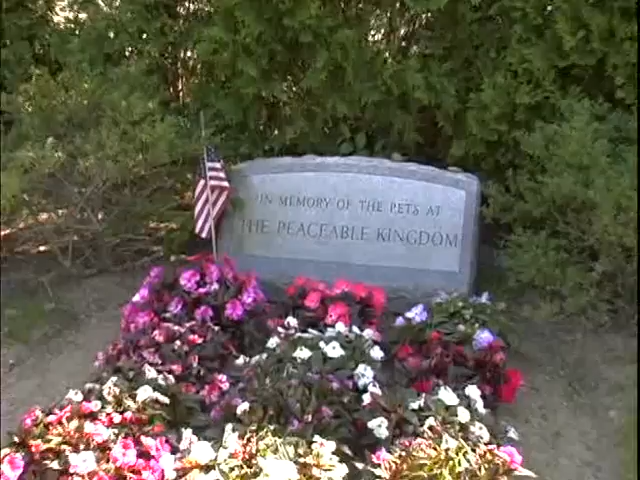 IN MEMORY OF THE PETS AT
THE PEACEABLE KINGDOM